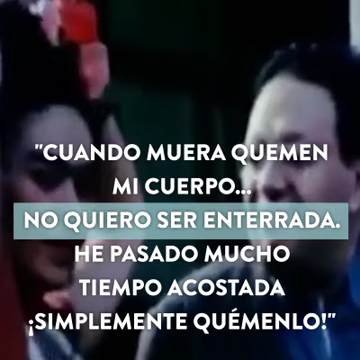 "CUANDO MUERA QUEMEN
MI CUERPO...
NO QUIERO SER ENTERRADA.
HE PASADO MUCHO
TIEMPO ACOSTADA
¡SIMPLEMENTE QUÉMENLO!"